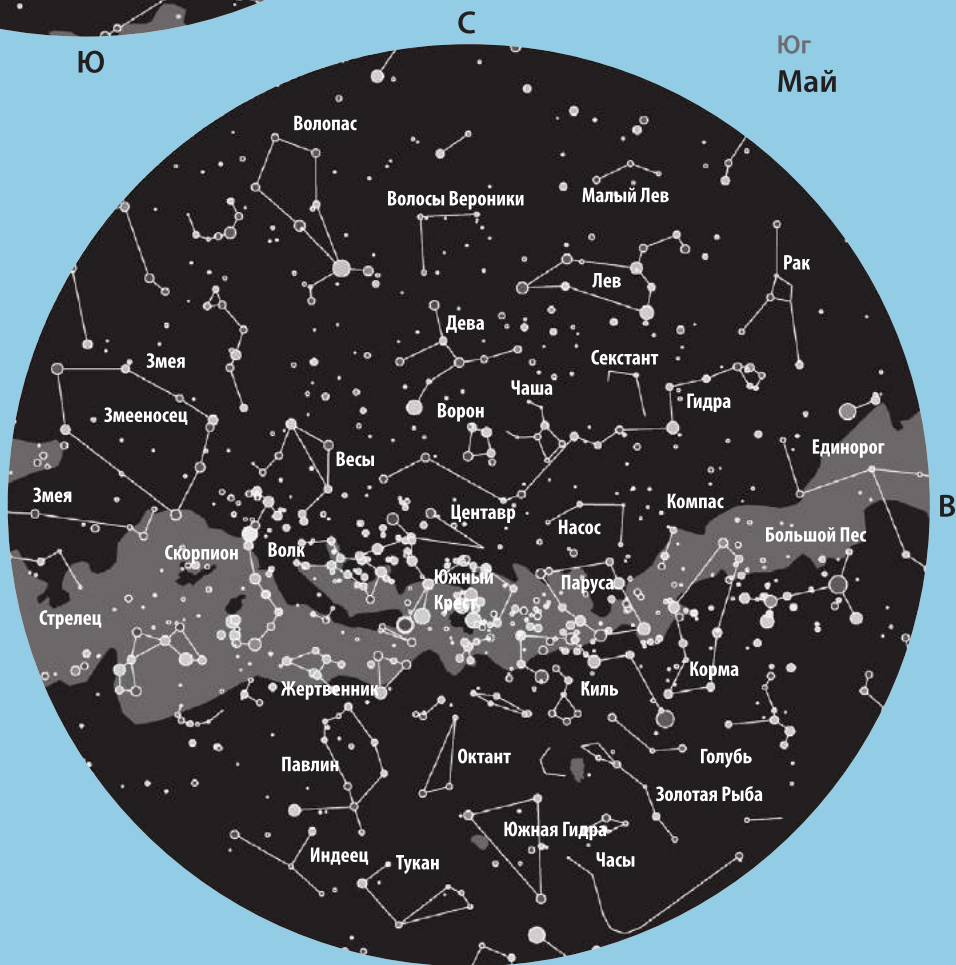 Ю
С
Юг
Май
Волопас
Волосы Вероники
Малый Лев
Рак
Лев
Дева
Змея
Секстант
Чаша
Гидра
Ворон
Змееносец
Единорог
Весы
Змея
Компас
В
Центавр
Насос
Большой Пес
Скорпион
Волк
Южный
Крест
Паруса
Стрелец
Жертвенник
Киль
Корма
Павлин
Октант
Голубь
Золотая Рыба
Южная Гидра
Индеец
Тукан
Часы